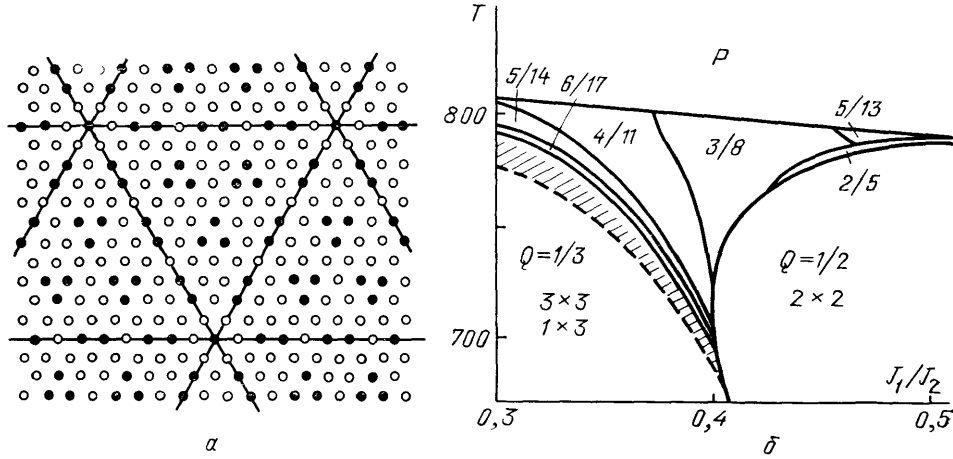 T
P
5/14
6/17
5/13
800
4/11
3/8
2/5
Q=1/3
Q=1/2
3×3
2×2
1×3
700
J₁/J₂
0,3
0,4
0,5
а
б